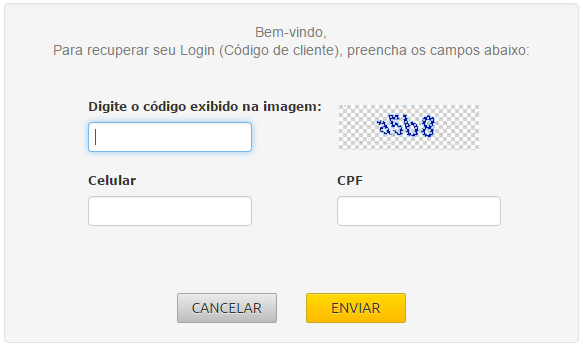 Bem-vindo,
Para recuperar seu Login (Código de cliente), preencha os campos abaixo:
Digite o código exibido na imagem:
Celular
CPF
CANCELAR
ENVIAR